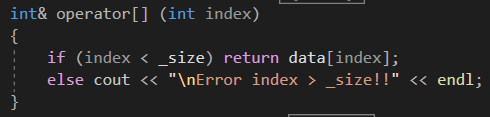 int& operator[] (int index)
{
if (index < _size) return data[index];
else cout << "\nError index > _size!!" << endl;
}